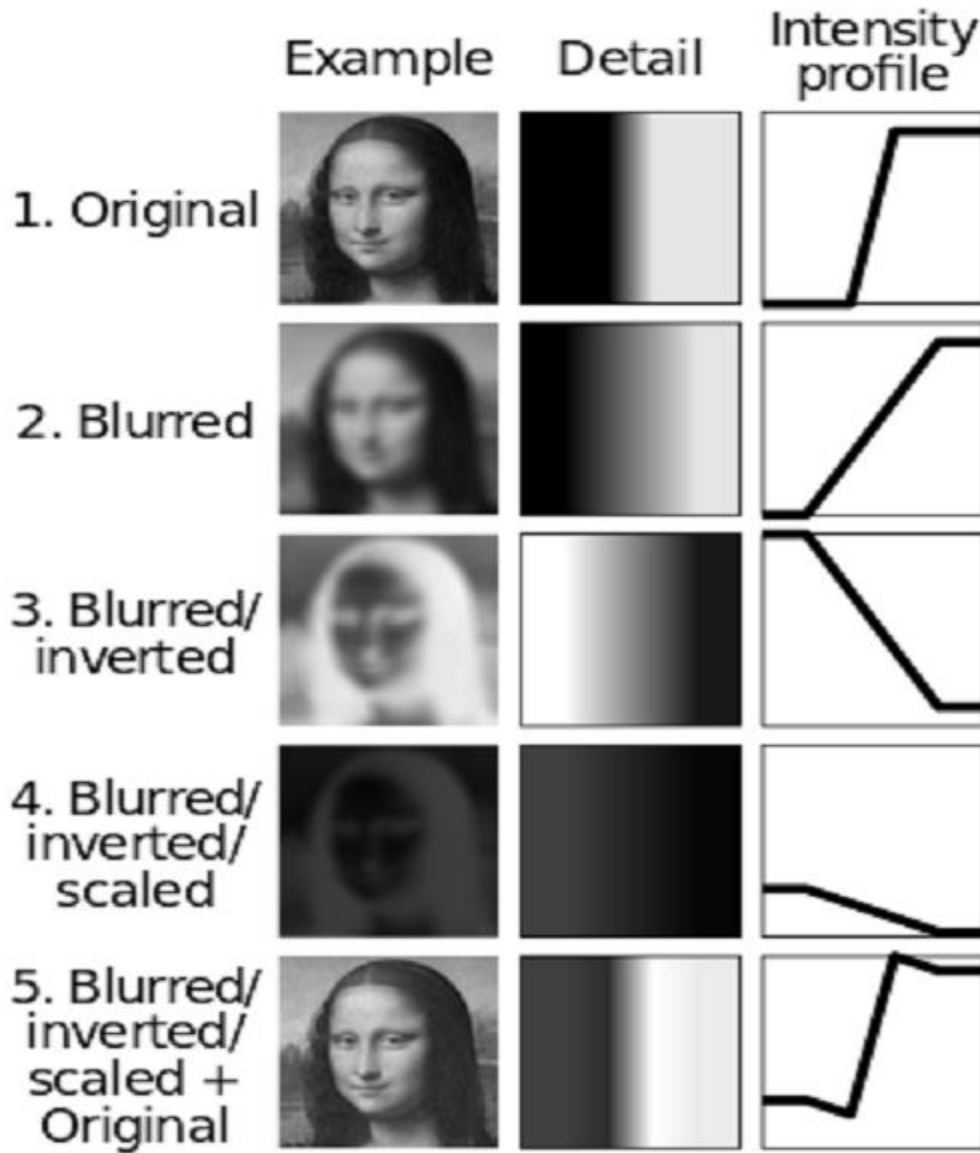 Example Detail Intensity
profile
1. Original
2. Blurred
3. Blurred/
inverted
4. Blurred/
inverted/
scaled
5. Blurred/
inverted/
scaled +
Original